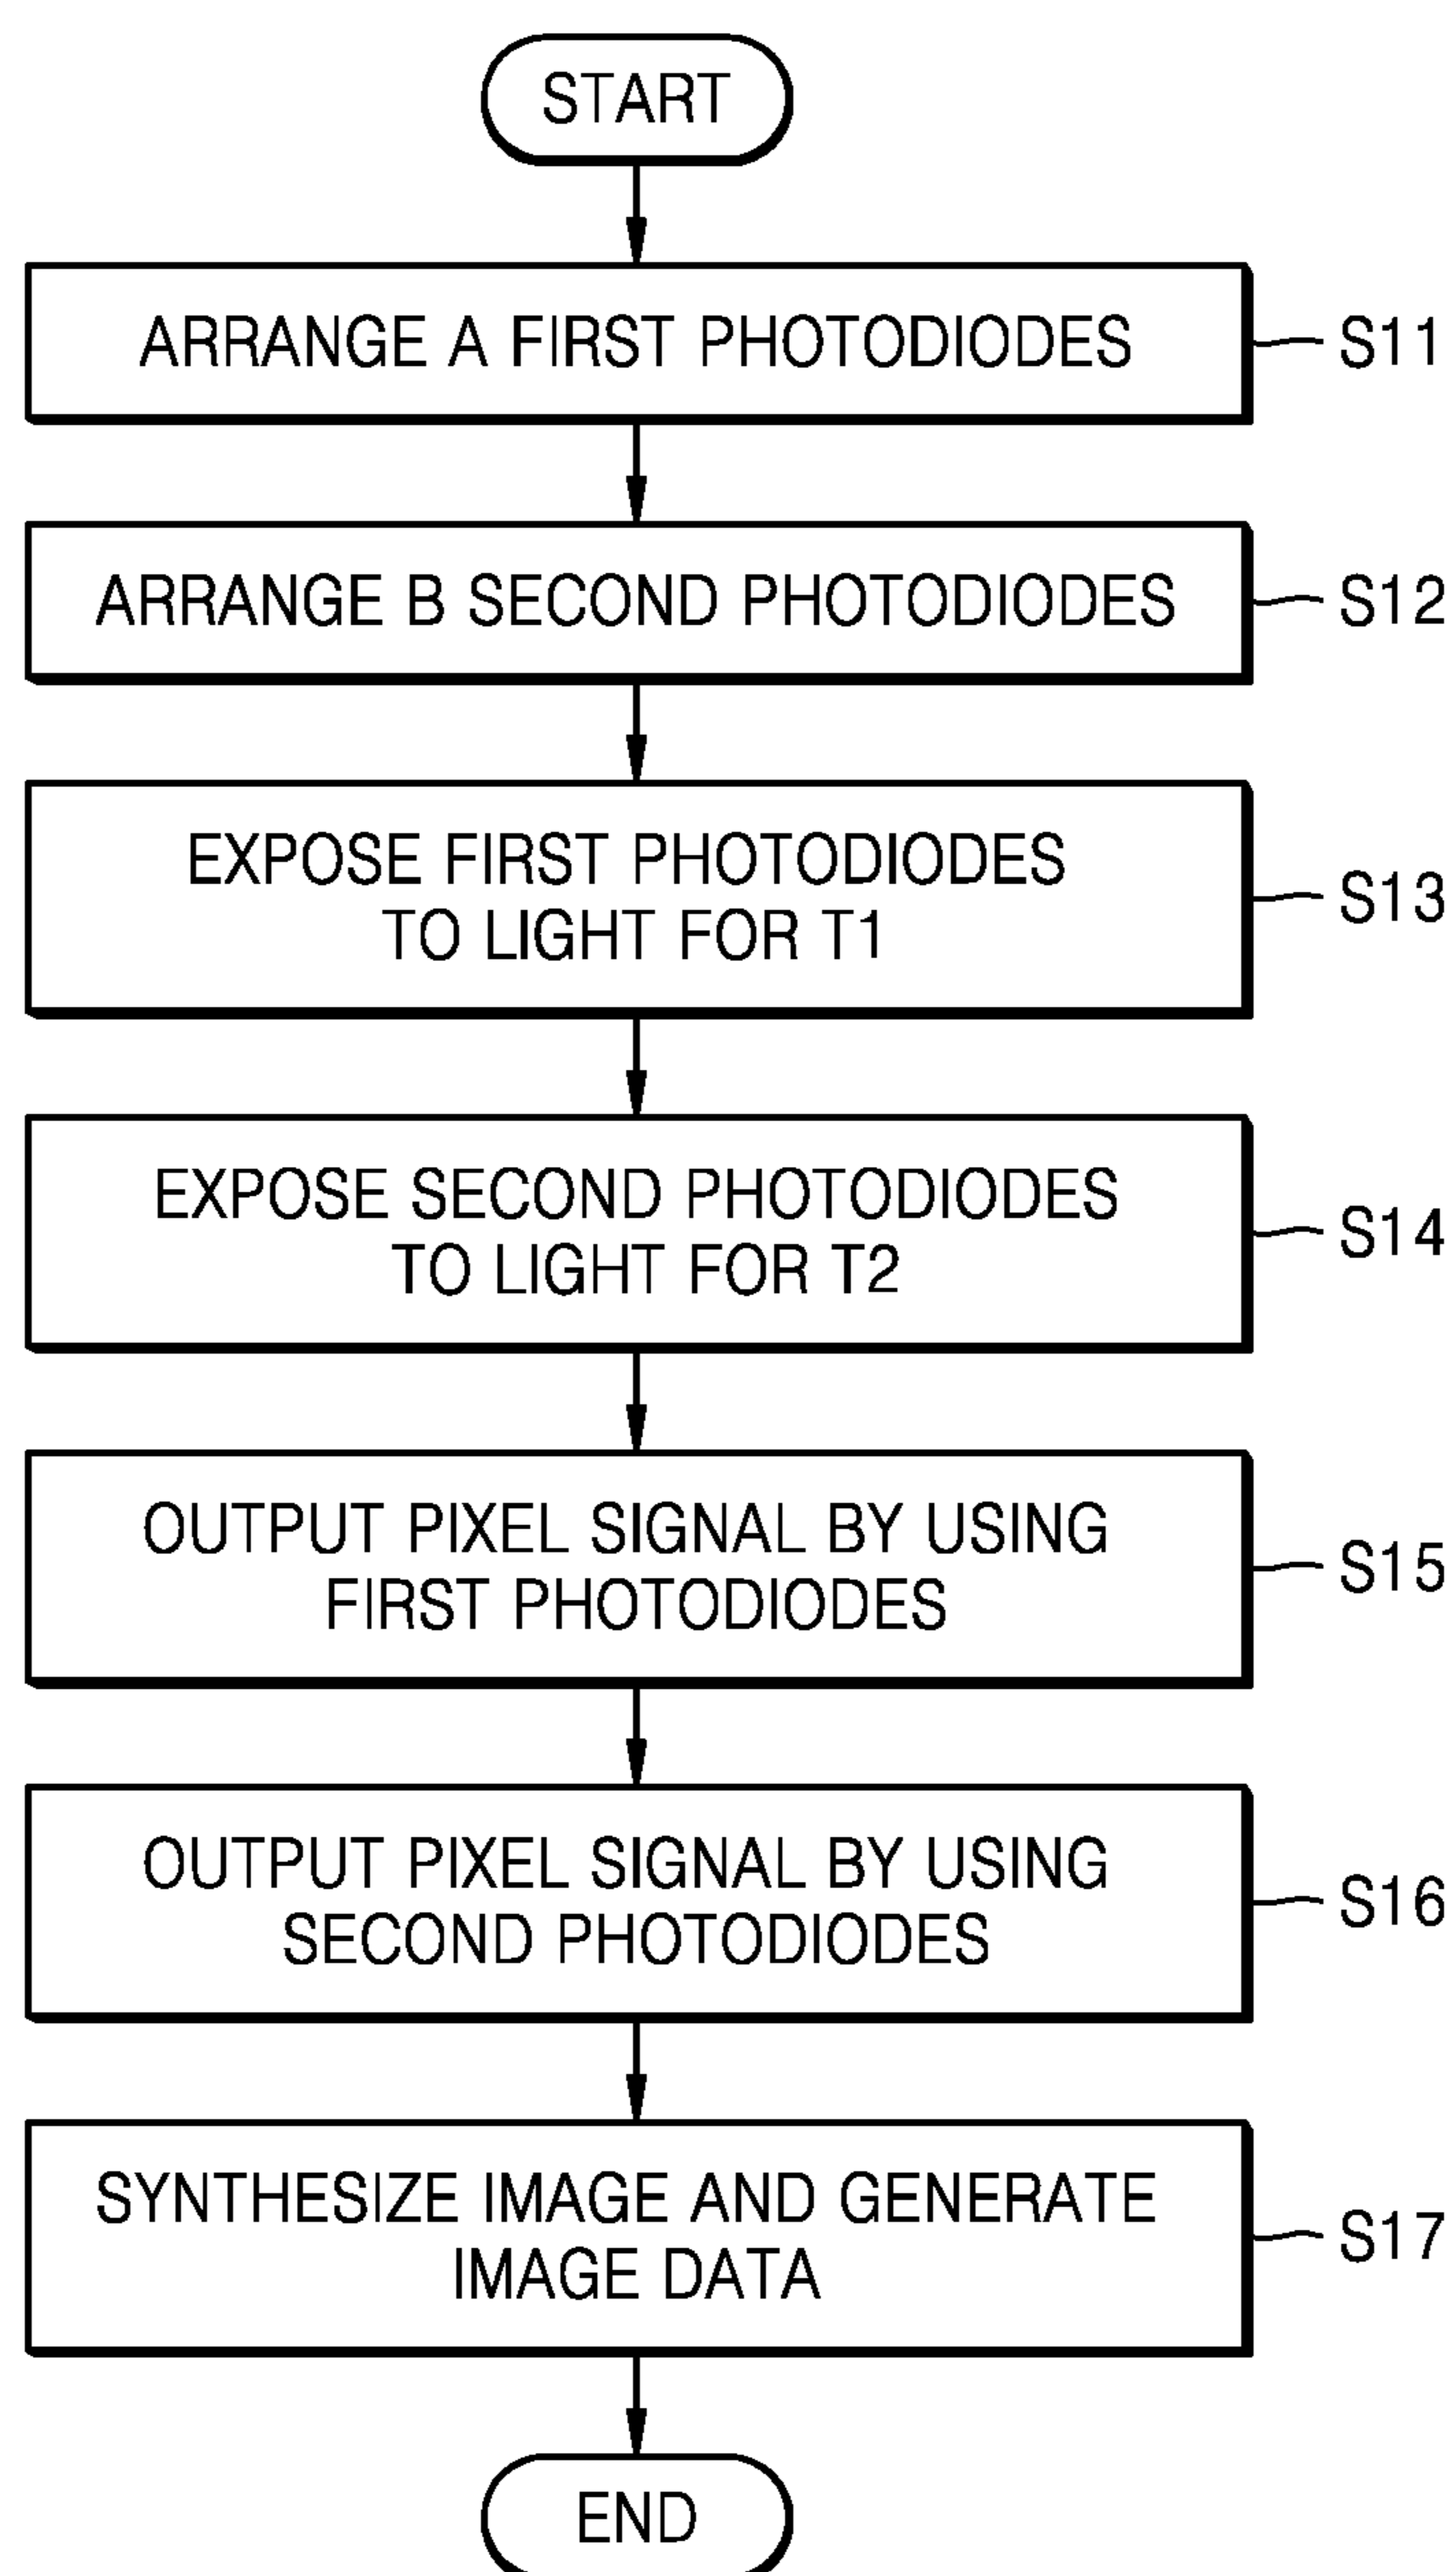 START
ARRANGE A FIRST PHOTODIODES
S11
ARRANGE B SECOND PHOTODIODES
S12
EXPOSE FIRST PHOTODIODES
TO LIGHT FOR T1
S13
EXPOSE SECOND PHOTODIODES
TO LIGHT FOR T2
S14
OUTPUT PIXEL SIGNAL BY USING
FIRST PHOTODIODES
S15
OUTPUT PIXEL SIGNAL BY USING
SECOND PHOTODIODES
S16
SYNTHESIZE IMAGE AND GENERATE
IMAGE DATA
S17
END